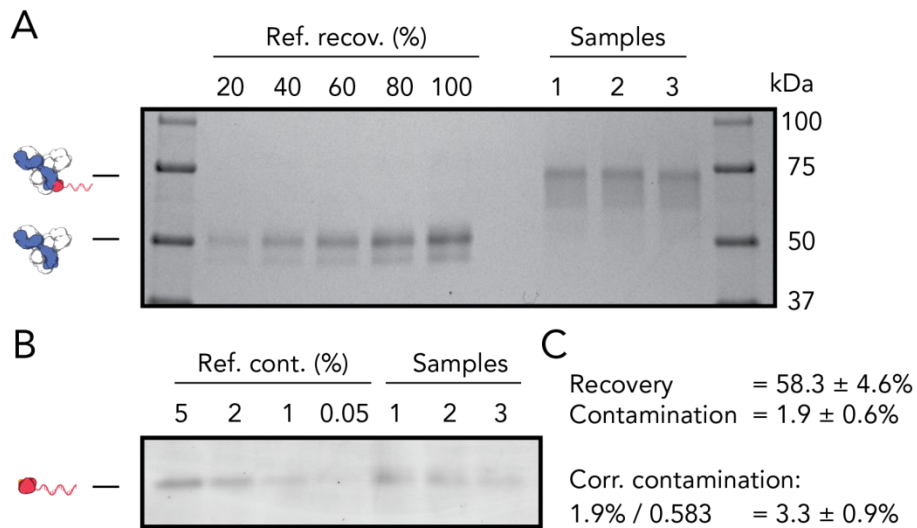 A
Ref. recov. (%)
Samples
20 40 60 80 100
1 2 3
kDa
100
75
50
37
B
Ref. cont. (%)
Samples
5 2 1 0.05
1 2 3
C
Recovery = 58.3 ± 4.6%
Contamination = 1.9 ± 0.6%
Corr. contamination:
1.9% / 0.583 = 3.3 ± 0.9%